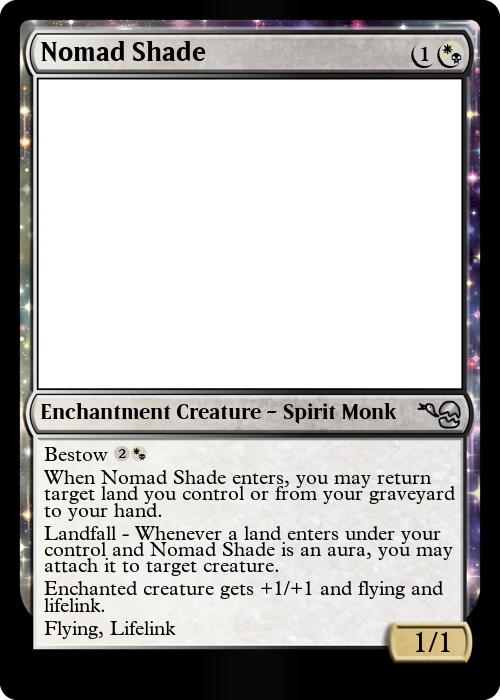 Nomad Shade 1
Enchantment Creature – Spirit Monk
Bestow 2
When Nomad Shade enters, you may return
target land you control or from your graveyard
to your hand.
Landfall - Whenever a land enters under your
control and Nomad Shade is an aura, you may
attach it to target creature.
Enchanted creature gets +1/+1 and flying and
lifelink.
Flying, Lifelink
1/1